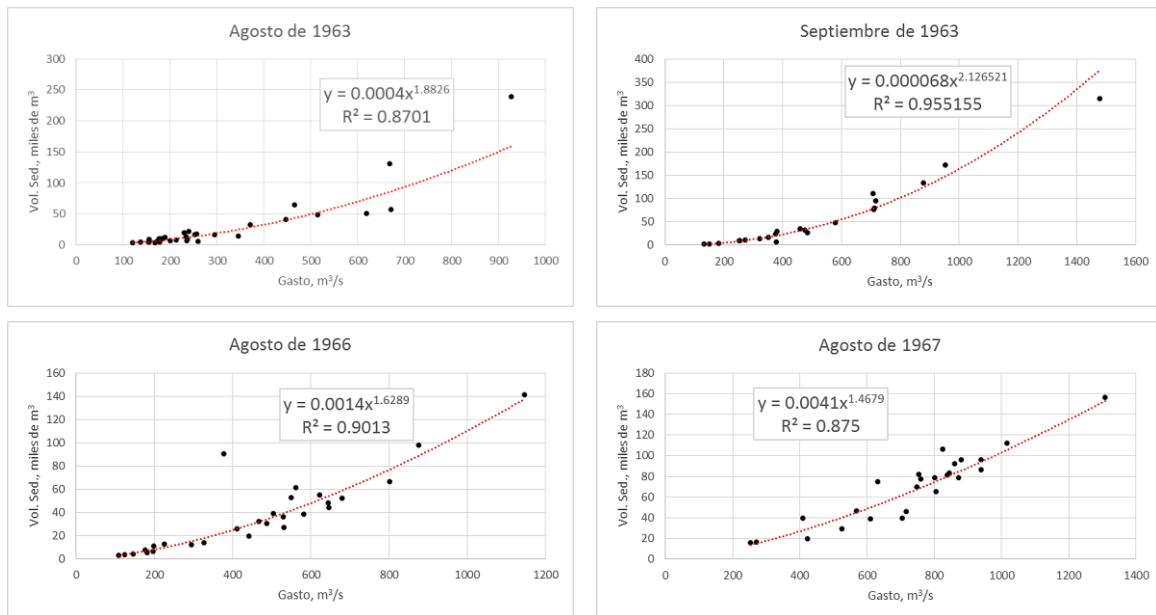 Agosto de 1963
Vol. Sed., miles de m³
300
250
200
150
100
50
0
y = 0.0004x^1.8826
R² = 0.8701
0 100 200 300 400 500 600 700 800 900 1000
Gasto, m³/s
Septiembre de 1963
Vol. Sed., miles de m³
400
350
300
250
200
150
100
50
0
y = 0.000068x^2.126521
R² = 0.955155
0 200 400 600 800 1000 1200 1400 1600
Gasto, m³/s
Agosto de 1966
Vol. Sed., miles de m³
160
140
120
100
80
60
40
20
0
y = 0.0014x^1.6289
R² = 0.9013
0 200 400 600 800 1000 1200
Gasto, m³/s
Agosto de 1967
Vol. Sed., miles de m³
180
160
140
120
100
80
60
40
20
0
y = 0.0041x^1.4679
R² = 0.875
0 200 400 600 800 1000 1200 1400
Gasto, m³/s